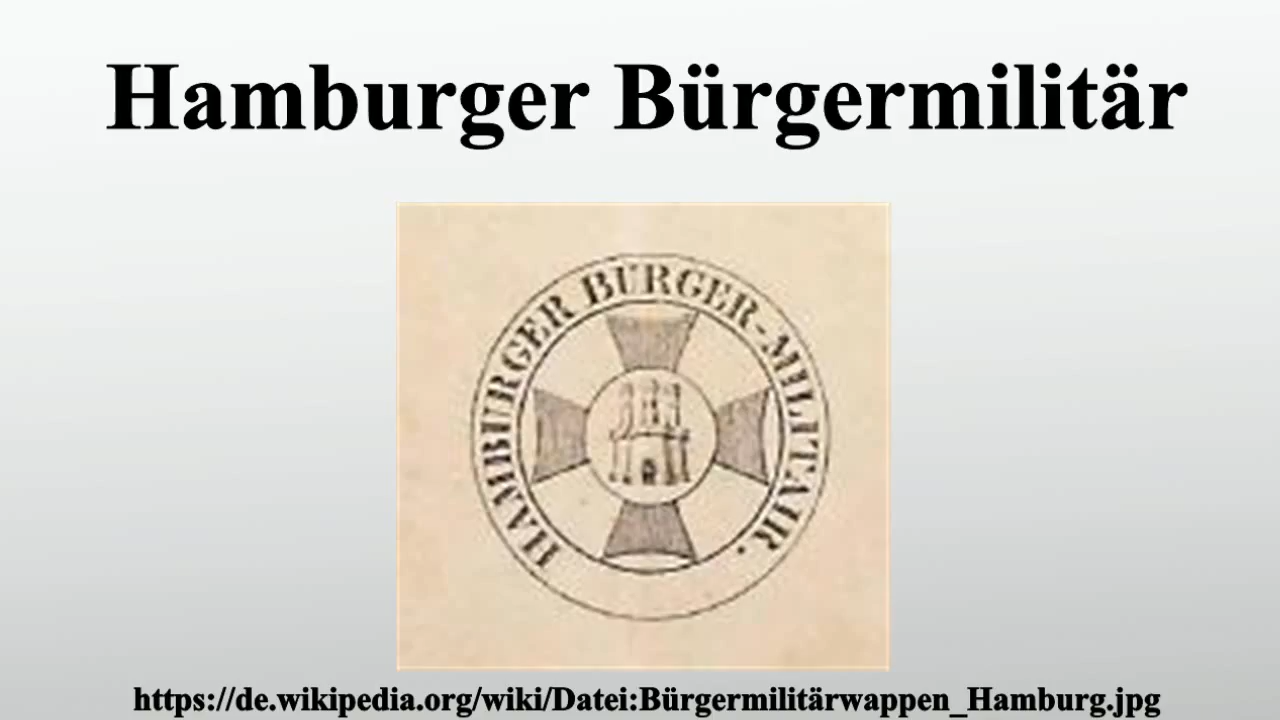 Hamburger Bürgermilitär
HAMBURGER BÜRGER-MILITAIR.
https://de.wikipedia.org/wiki/Datei:Bürgermilitärwappen_Hamburg.jpg